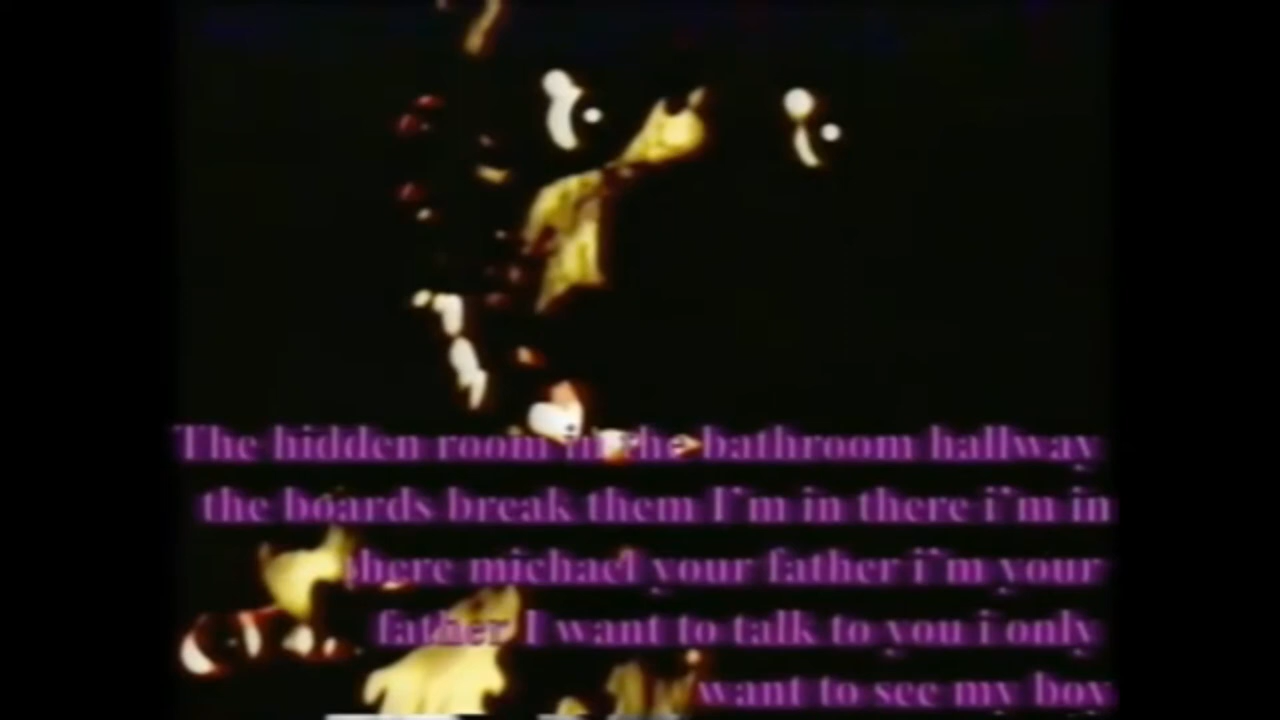 The hidden room in the bathroom hallway
the boards break them I'm in there i'm in
here michael your father i'm your
father I want to talk to you i only
want to see my boy